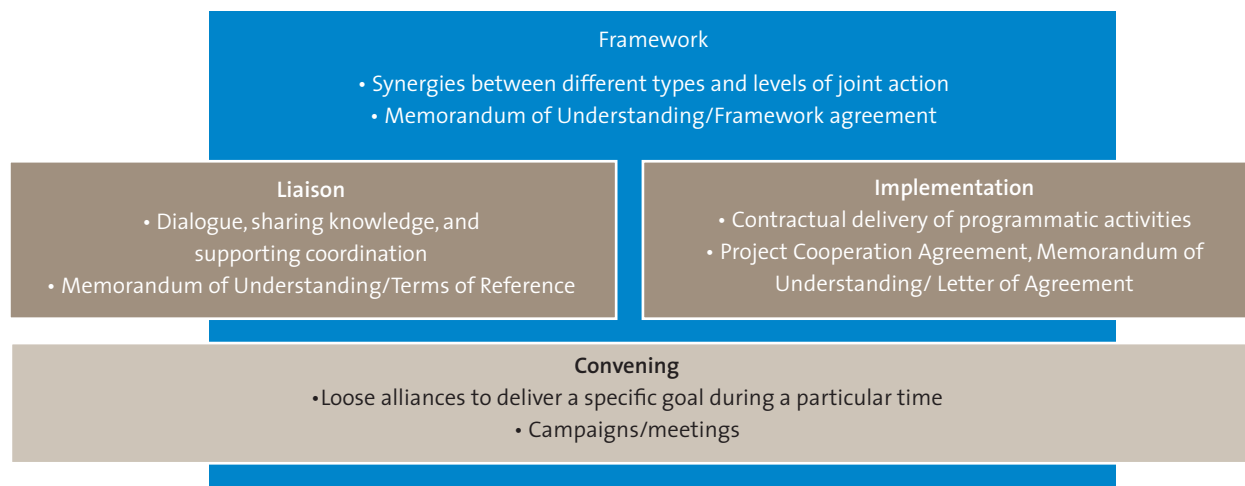 Framework
• Synergies between different types and levels of joint action
• Memorandum of Understanding/Framework agreement
Liaison
• Dialogue, sharing knowledge, and
supporting coordination
• Memorandum of Understanding/Terms of Reference
Implementation
• Contractual delivery of programmatic activities
• Project Cooperation Agreement, Memorandum of
Understanding/ Letter of Agreement
Convening
•Loose alliances to deliver a specific goal during a particular time
• Campaigns/meetings